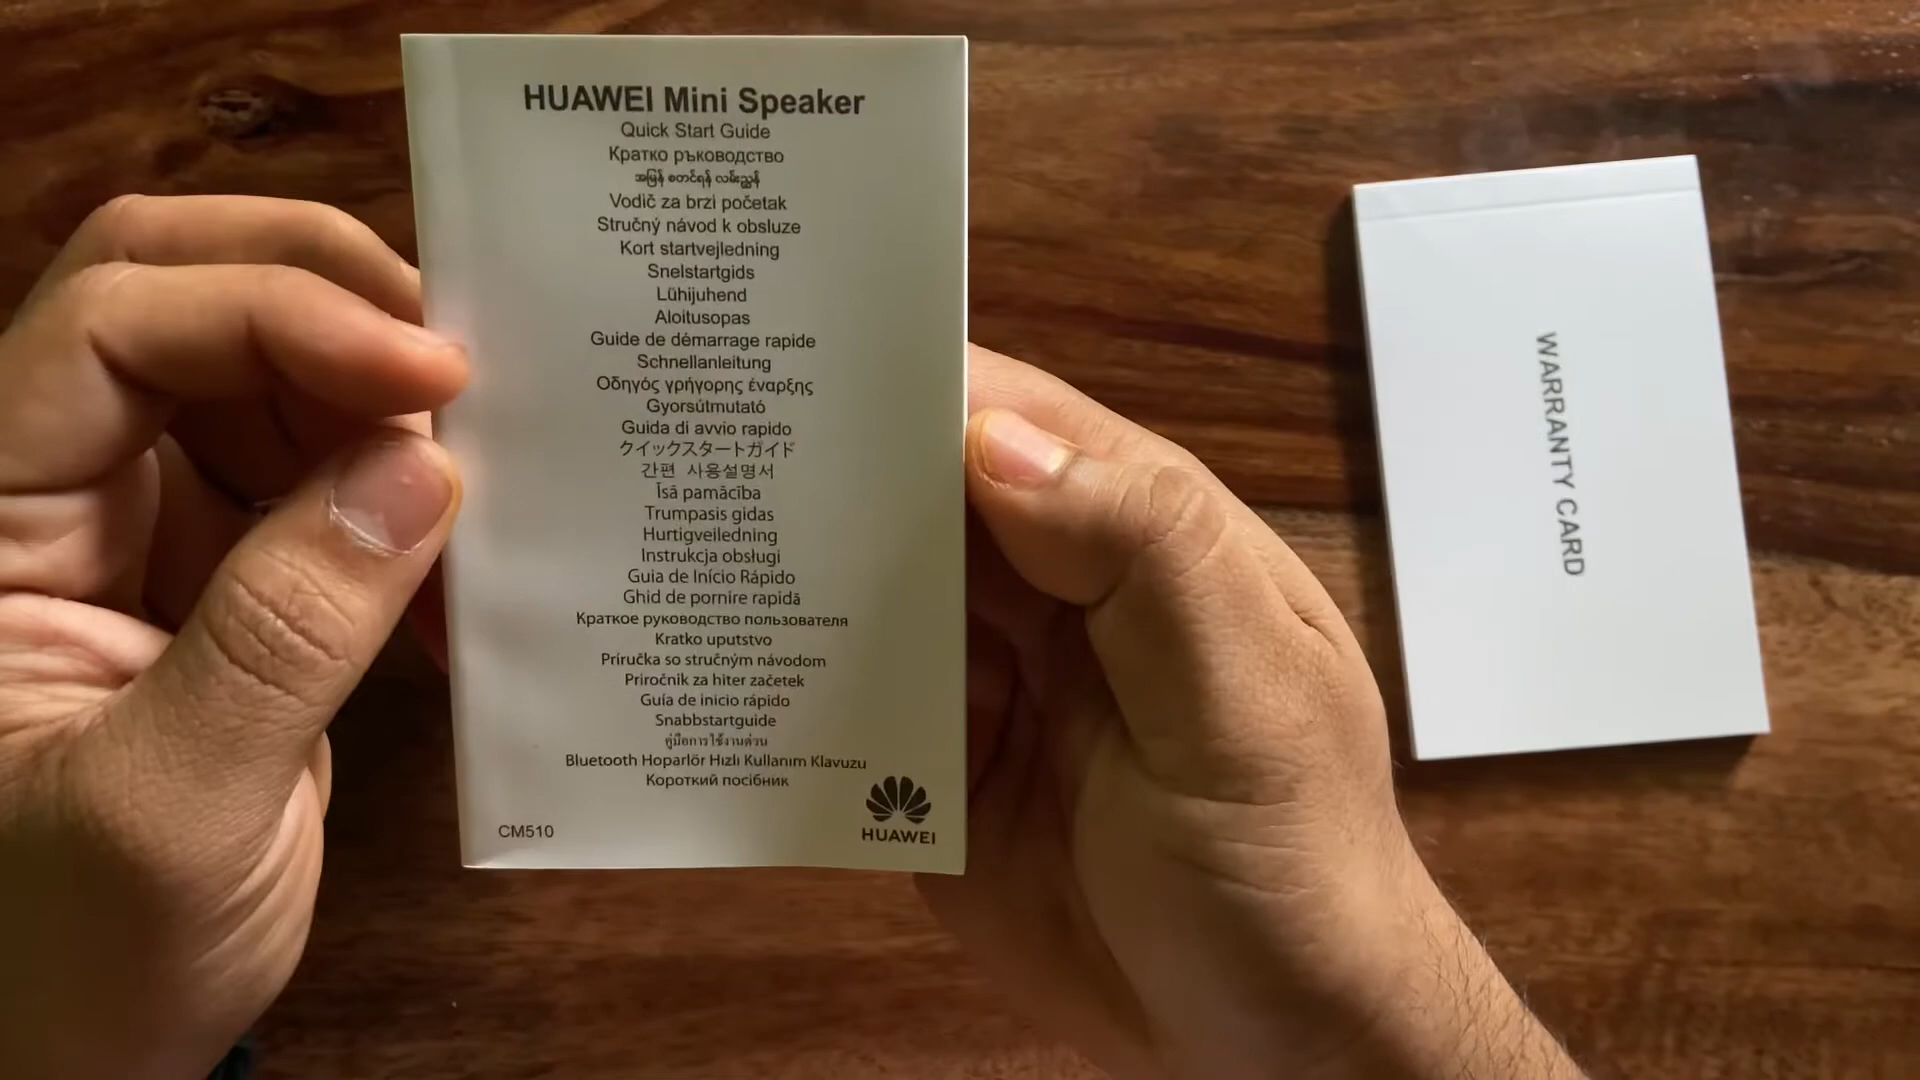 HUAWEI Mini Speaker
Quick Start Guide
Кратко ръководство
အမြန် စတင်ရန် လမ်းညွှန်
Vodič za brzi početak
Stručný návod k obsluze
Kort startvejledning
Snelstartgids
Lühijuhend
Aloitusopas
Guide de démarrage rapide
Schnellanleitung
Οδηγός γρήγορης έναρξης
Gyorsútmutató
Guida di avvio rapido
クイックスタートガイド
간편 사용설명서
Īsā pamācība
Trumpasis gidas
Hurtigveiledning
Instrukcja obsługi
Guia de Início Rápido
Ghid de pornire rapidă
Краткое руководство пользователя
Kratko uputstvo
Príručka so stručným návodom
Priročnik za hiter začetek
Guía de inicio rápido
Snabbstartguide
คู่มือการใช้งานด่วน
Bluetooth Hoparlör Hızlı Kullanım Klavuzu
Короткий посібник
CM510
HUAWEI
WARRANTY CARD